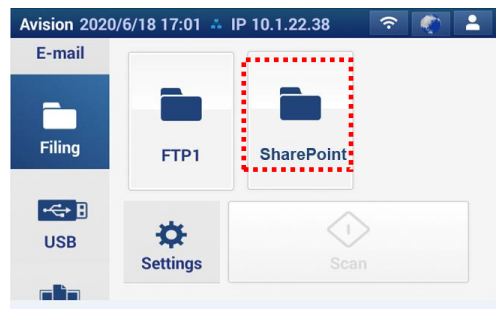 Avision 2020/6/18 17:01 IP 10.1.22.38
E-mail
Filing
FTP1
SharePoint
USB
Settings
Scan